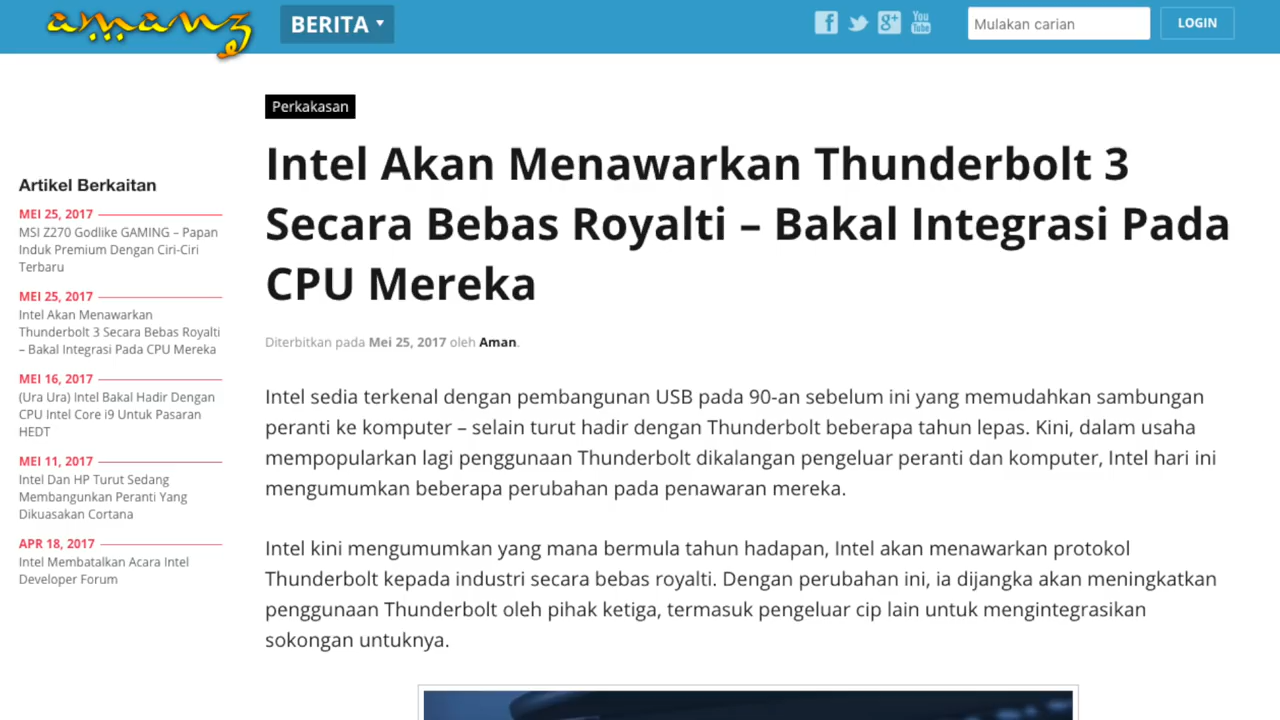 amanz
BERITA
Mulakan carian
LOGIN
You
Tube
Perkakasan
Intel Akan Menawarkan Thunderbolt 3
Secara Bebas Royalti – Bakal Integrasi Pada
CPU Mereka
Diterbitkan pada Mei 25, 2017 oleh Aman.
Artikel Berkaitan
MEI 25, 2017
MSI Z270 Godlike GAMING – Papan
Induk Premium Dengan Ciri-Ciri
Terbaru
MEI 25, 2017
Intel Akan Menawarkan
Thunderbolt 3 Secara Bebas Royalti
– Bakal Integrasi Pada CPU Mereka
MEI 16, 2017
(Ura Ura) Intel Bakal Hadir Dengan
CPU Intel Core i9 Untuk Pasaran
HEDT
MEI 11, 2017
Intel Dan HP Turut Sedang
Membangunkan Peranti Yang
Dikuasakan Cortana
APR 18, 2017
Intel Membatalkan Acara Intel
Developer Forum
Intel sedia terkenal dengan pembangunan USB pada 90-an sebelum ini yang memudahkan sambungan
peranti ke komputer – selain turut hadir dengan Thunderbolt beberapa tahun lepas. Kini, dalam usaha
mempopularkan lagi penggunaan Thunderbolt dikalangan pengeluar peranti dan komputer, Intel hari ini
mengumumkan beberapa perubahan pada penawaran mereka.
Intel kini mengumumkan yang mana bermula tahun hadapan, Intel akan menawarkan protokol
Thunderbolt kepada industri secara bebas royalti. Dengan perubahan ini, ia dijangka akan meningkatkan
penggunaan Thunderbolt oleh pihak ketiga, termasuk pengeluar cip lain untuk mengintegrasikan
sokongan untuknya.